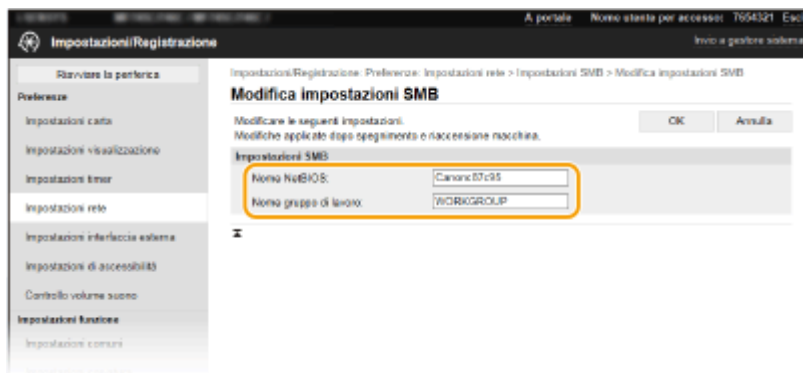 A portale Nome utente per accesso: 7654321 Esci
Impostazioni/Registrazione
Invio a gestore sistema
Riavviare la periferica
Preferenze
Impostazioni carta
Impostazioni visualizzazione
Impostazioni timer
Impostazioni rete
Impostazioni interfaccia esterna
Impostazioni di accessibilità
Controllo volume suono
Impostazioni funzione
Impostazioni comuni
Impostazioni/Registrazione: Preferenze: Impostazioni rete > Impostazioni SMB > Modifica impostazioni SMB
Modifica impostazioni SMB
Modificare le seguenti impostazioni.
Modifiche applicate dopo spegnimento e riaccensione macchina.
OK Annulla
Impostazioni SMB
Nome NetBIOS: Canonc87c95
Nome gruppo di lavoro: WORKGROUP